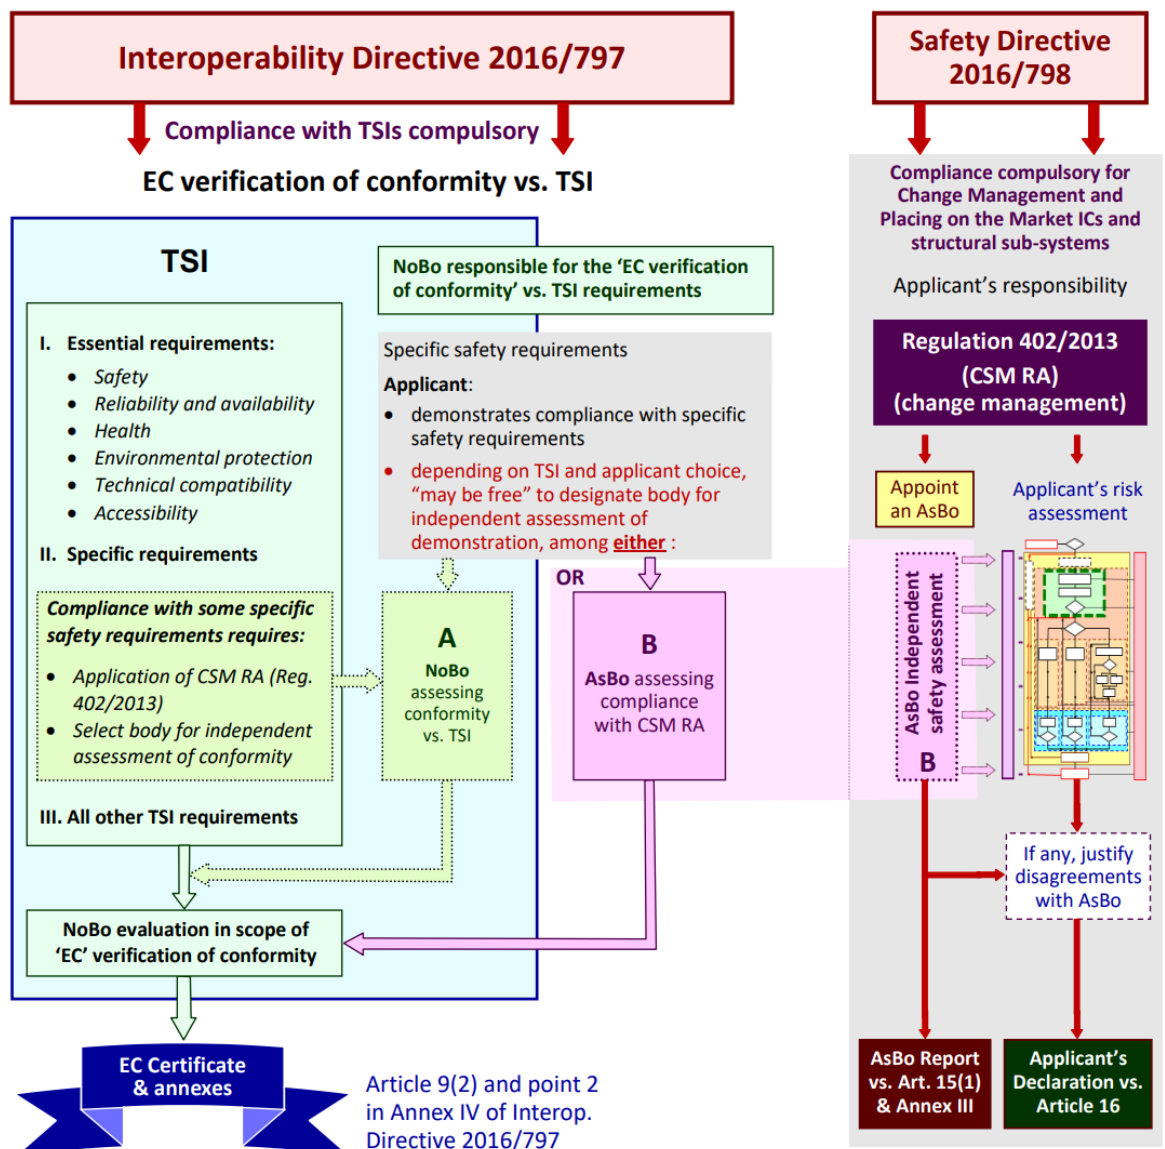 Interoperability Directive 2016/797
Safety Directive
2016/798
Compliance with TSIs compulsory
EC verification of conformity vs. TSI
Compliance compulsory for
Change Management and
Placing on the Market ICs and
structural sub-systems
Applicant's responsibility
TSI
NoBo responsible for the 'EC verification
of conformity' vs. TSI requirements
I. Essential requirements:
• Safety
• Reliability and availability
• Health
• Environmental protection
• Technical compatibility
• Accessibility
II. Specific requirements
Compliance with some specific
safety requirements requires:
• Application of CSM RA (Reg.
402/2013)
• Select body for independent
assessment of conformity
III. All other TSI requirements
Specific safety requirements
Applicant:
• demonstrates compliance with specific
safety requirements
• depending on TSI and applicant choice,
"may be free" to designate body for
independent assessment of
demonstration, among either :
OR
A
NoBo
assessing
conformity
vs. TSI
B
AsBo assessing
compliance
with CSM RA
NoBo evaluation in scope of
'EC' verification of conformity
EC Certificate
& annexes
Article 9(2) and point 2
in Annex IV of Interop.
Directive 2016/797
Regulation 402/2013
(CSM RA)
(change management)
Appoint
an AsBo
Applicant's risk
assessment
AsBo Independent
safety assessment
B
If any, justify
disagreements
with AsBo
AsBo Report
vs. Art. 15(1)
& Annex III
Applicant's
Declaration vs.
Article 16